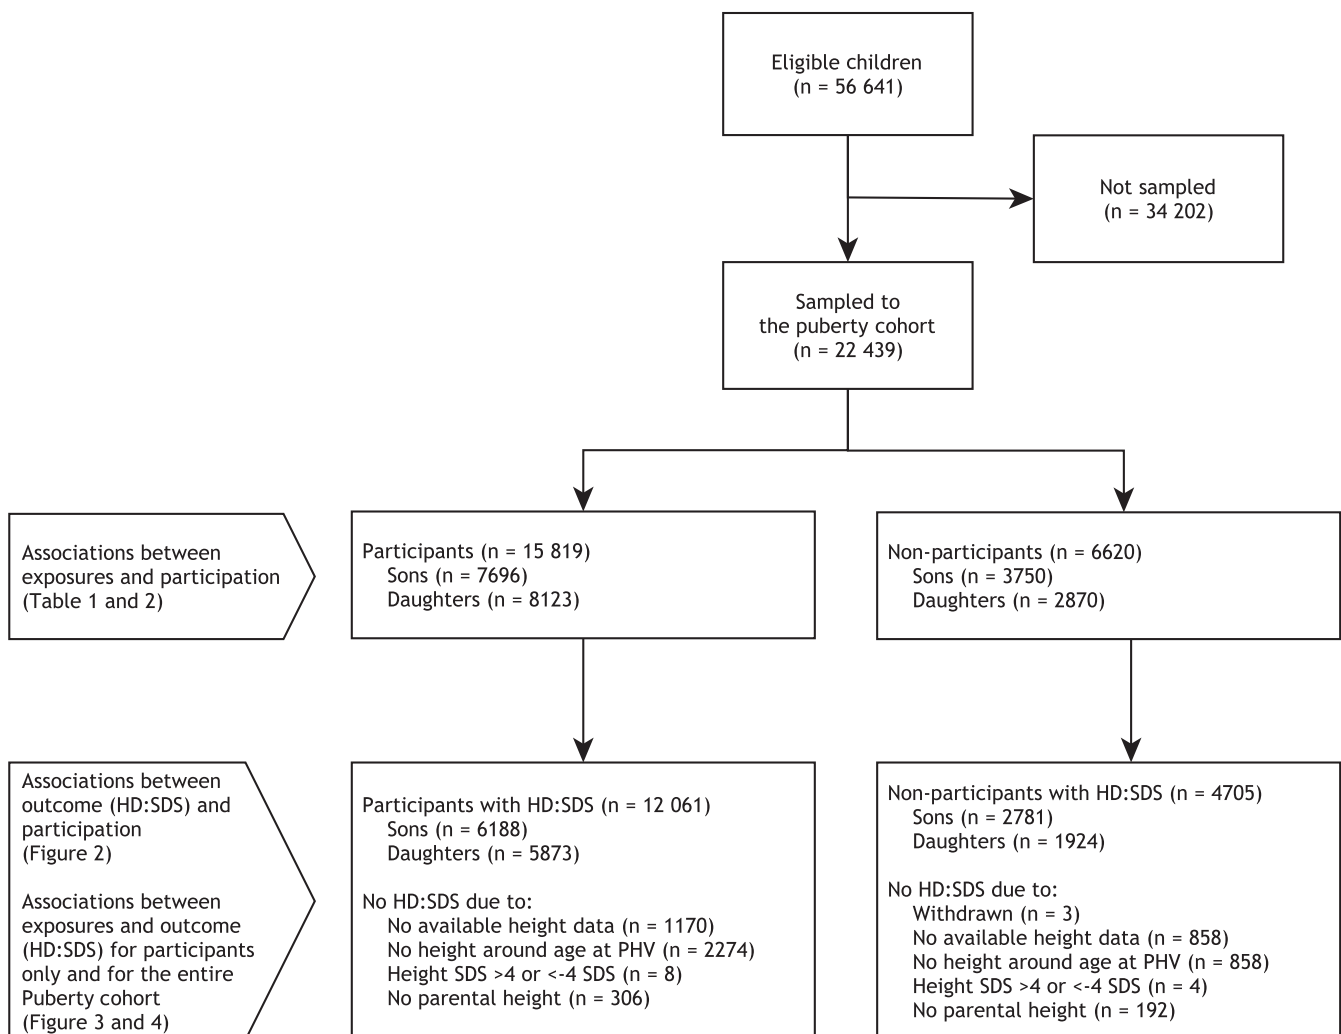 Eligible children
(n = 56 641)
Not sampled
(n = 34 202)
Sampled to
the puberty cohort
(n = 22 439)
Associations between
exposures and participation
(Table 1 and 2)
Participants (n = 15 819)
Sons (n = 7696)
Daughters (n = 8123)
Non-participants (n = 6620)
Sons (n = 3750)
Daughters (n = 2870)
Associations between
outcome (HD:SDS) and
participation
(Figure 2)
Associations between
exposures and outcome
(HD:SDS) for participants
only and for the entire
Puberty cohort
(Figure 3 and 4)
Participants with HD:SDS (n = 12 061)
Sons (n = 6188)
Daughters (n = 5873)
No HD:SDS due to:
No available height data (n = 1170)
No height around age at PHV (n = 2274)
Height SDS >4 or <-4 SDS (n = 8)
No parental height (n = 306)
Non-participants with HD:SDS (n = 4705)
Sons (n = 2781)
Daughters (n = 1924)
No HD:SDS due to:
Withdrawn (n = 3)
No available height data (n = 858)
No height around age at PHV (n = 858)
Height SDS >4 or <-4 SDS (n = 4)
No parental height (n = 192)